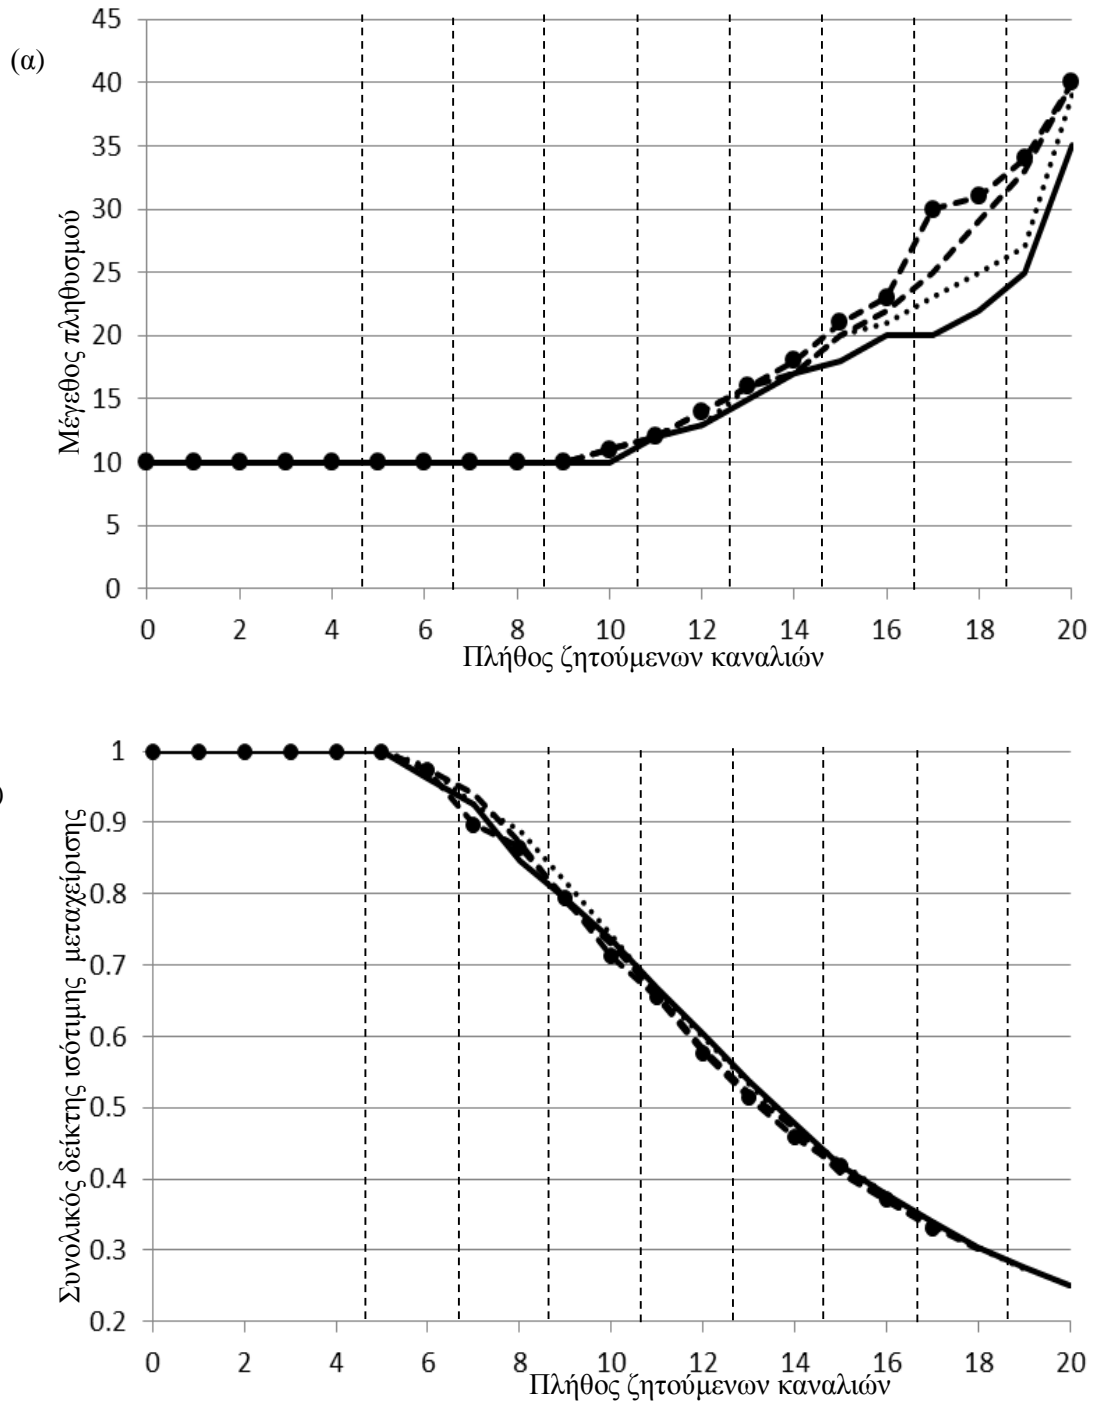 (α)
45
40
35
30
25
20
15
10
5
0
Μέγεθος πληθυσμού
0 2 4 6 8 10 12 14 16 18 20
Πλήθος ζητούμενων καναλιών
)
1
0.9
0.8
0.7
0.6
0.5
0.4
0.3
0.2
Συνολικός δείκτης ισότιμης μεταχείρισης
0 2 4 6 8 10 12 14 16 18 20
Πλήθος ζητούμενων καναλιών